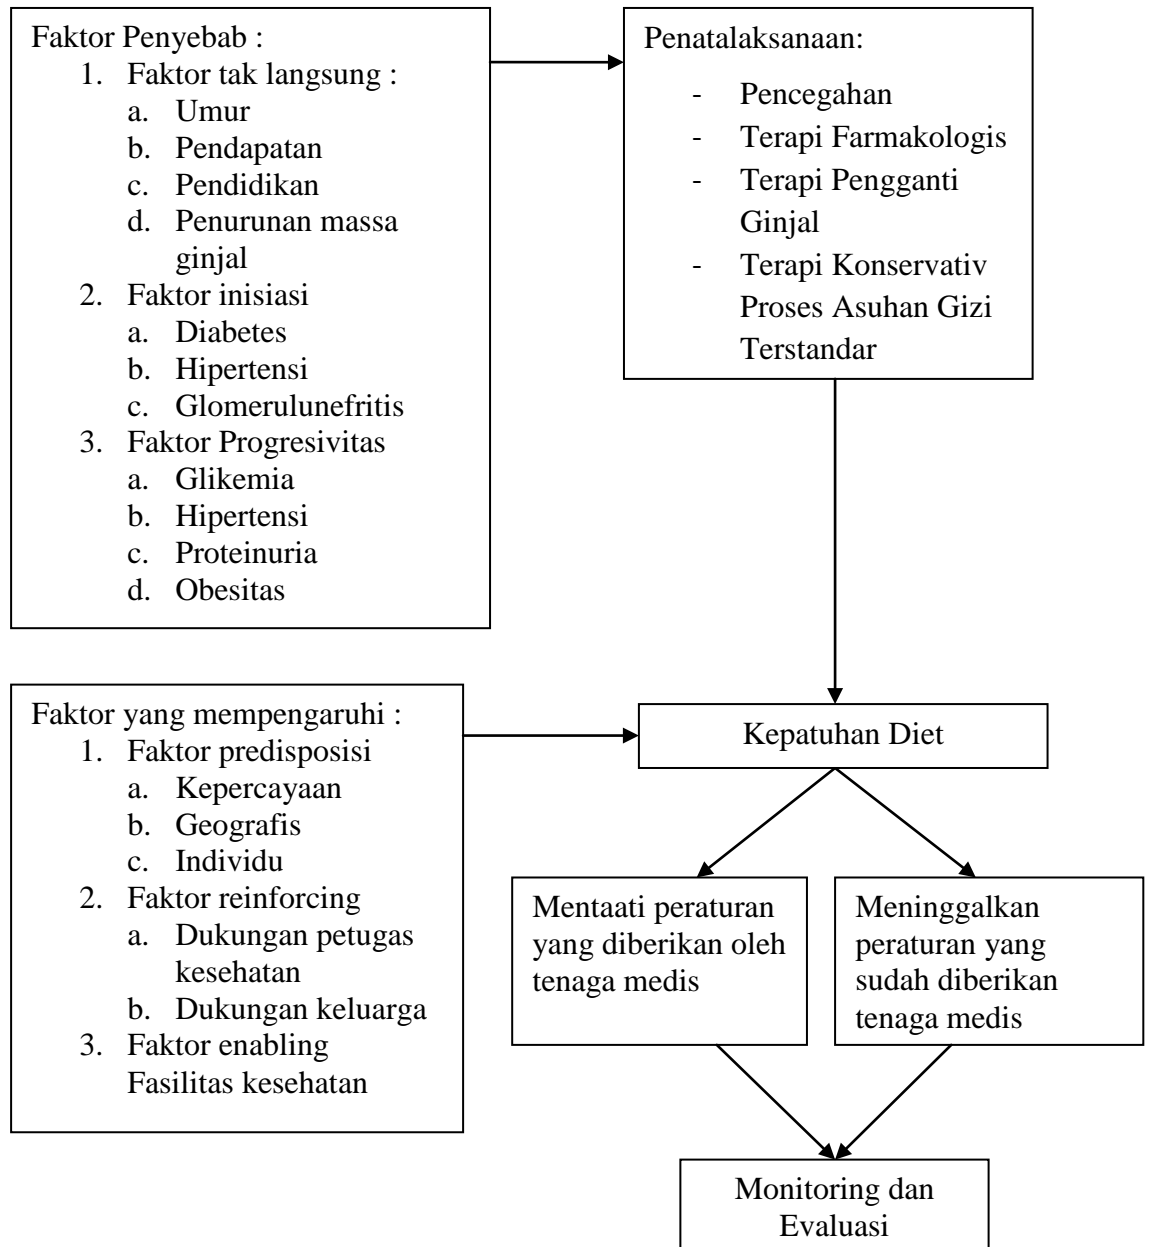 Faktor Penyebab :
1. Faktor tak langsung :
a. Umur
b. Pendapatan
c. Pendidikan
d. Penurunan massa
ginjal
2. Faktor inisiasi
a. Diabetes
b. Hipertensi
c. Glomerulunefritis
3. Faktor Progresivitas
a. Glikemia
b. Hipertensi
c. Proteinuria
d. Obesitas
Penatalaksanaan:
- Pencegahan
- Terapi Farmakologis
- Terapi Pengganti
Ginjal
- Terapi Konservativ
Proses Asuhan Gizi
Terstandar
Faktor yang mempengaruhi :
1. Faktor predisposisi
a. Kepercayaan
b. Geografis
c. Individu
2. Faktor reinforcing
a. Dukungan petugas
kesehatan
b. Dukungan keluarga
3. Faktor enabling
Fasilitas kesehatan
Kepatuhan Diet
Mentaati peraturan
yang diberikan oleh
tenaga medis
Meninggalkan
peraturan yang
sudah diberikan
tenaga medis
Monitoring dan
Evaluasi